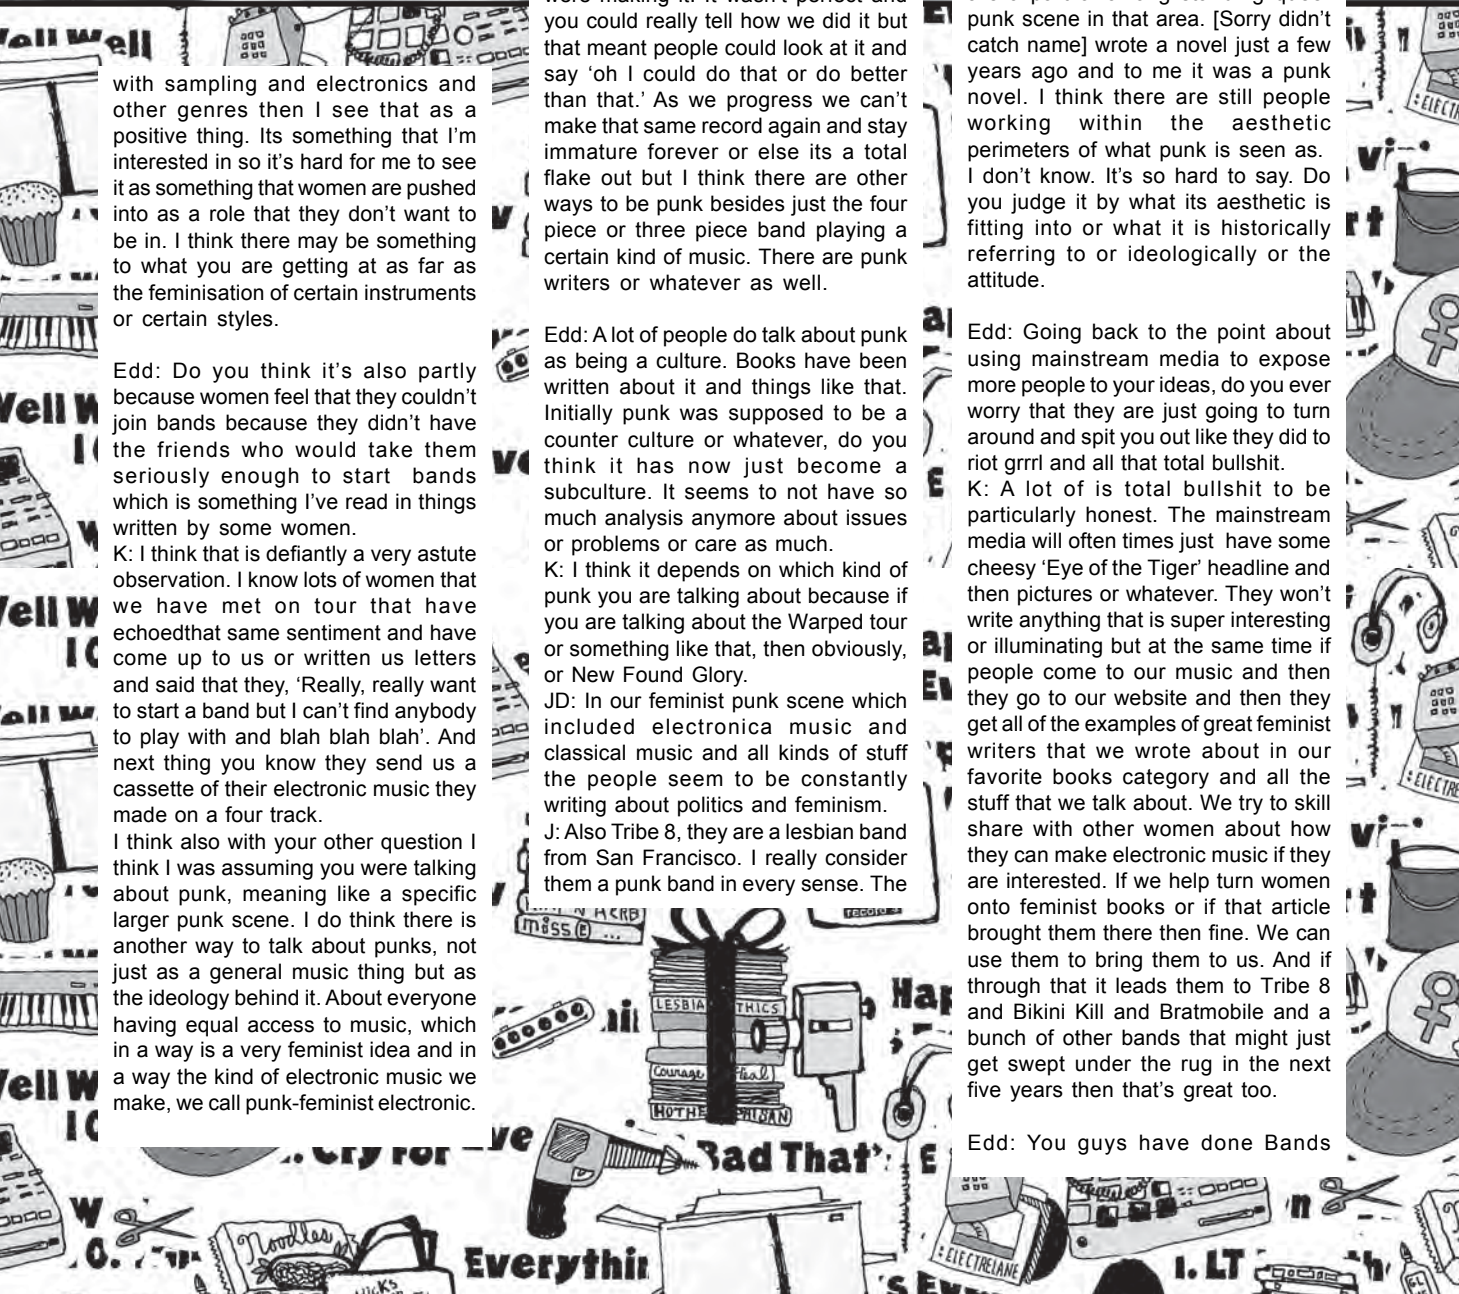 with sampling and electronics and
other genres then I see that as a
positive thing. Its something that I'm
interested in so it's hard for me to see
it as something that women are pushed
into as a role that they don't want to
be in. I think there may be something
to what you are getting at as far as
the feminisation of certain instruments
or certain styles.
Edd: Do you think it's also partly
because women feel that they couldn't
join bands because they didn't have
the friends who would take them
seriously enough to start bands
which is something I've read in things
written by some women.
K: I think that is defiantly a very astute
observation. I know lots of women that
we have met on tour that have
echoedthat same sentiment and have
come up to us or written us letters
and said that they, 'Really, really want
to start a band but I can't find anybody
to play with and blah blah blah'. And
next thing you know they send us a
cassette of their electronic music they
made on a four track.
I think also with your other question I
think I was assuming you were talking
about punk, meaning like a specific
larger punk scene. I do think there is
another way to talk about punks, not
just as a general music thing but as
the ideology behind it. About everyone
having equal access to music, which
in a way is a very feminist idea and in
a way the kind of electronic music we
make, we call punk-feminist electronic.
you could really tell how we did it but
that meant people could look at it and
say 'oh I could do that or do better
than that.' As we progress we can't
make that same record again and stay
immature forever or else its a total
flake out but I think there are other
ways to be punk besides just the four
piece or three piece band playing a
certain kind of music. There are punk
writers or whatever as well.
Edd: A lot of people do talk about punk
as being a culture. Books have been
written about it and things like that.
Initially punk was supposed to be a
counter culture or whatever, do you
think it has now just become a
subculture. It seems to not have so
much analysis anymore about issues
or problems or care as much.
K: I think it depends on which kind of
punk you are talking about because if
you are talking about the Warped tour
or something like that, then obviously,
or New Found Glory.
JD: In our feminist punk scene which
included electronica music and
classical music and all kinds of stuff
the people seem to be constantly
writing about politics and feminism.
J: Also Tribe 8, they are a lesbian band
from San Francisco. I really consider
them a punk band in every sense. The
punk scene in that area. [Sorry didn't
catch name] wrote a novel just a few
years ago and to me it was a punk
novel. I think there are still people
working within the aesthetic
perimeters of what punk is seen as.
I don't know. It's so hard to say. Do
you judge it by what its aesthetic is
fitting into or what it is historically
referring to or ideologically or the
attitude.
Edd: Going back to the point about
using mainstream media to expose
more people to your ideas, do you ever
worry that they are just going to turn
around and spit you out like they did to
riot grrrl and all that total bullshit.
K: A lot of is total bullshit to be
particularly honest. The mainstream
media will often times just have some
cheesy 'Eye of the Tiger' headline and
then pictures or whatever. They won't
write anything that is super interesting
or illuminating but at the same time if
people come to our music and then
they go to our website and then they
get all of the examples of great feminist
writers that we wrote about in our
favorite books category and all the
stuff that we talk about. We try to skill
share with other women about how
they can make electronic music if they
are interested. If we help turn women
onto feminist books or if that article
brought them there then fine. We can
use them to bring them to us. And if
through that it leads them to Tribe 8
and Bikini Kill and Bratmobile and a
bunch of other bands that might just
get swept under the rug in the next
five years then that's great too.
Edd: You guys have done Bands
Cry For
Bad That
Noodles
ELECTRELANE
Courage